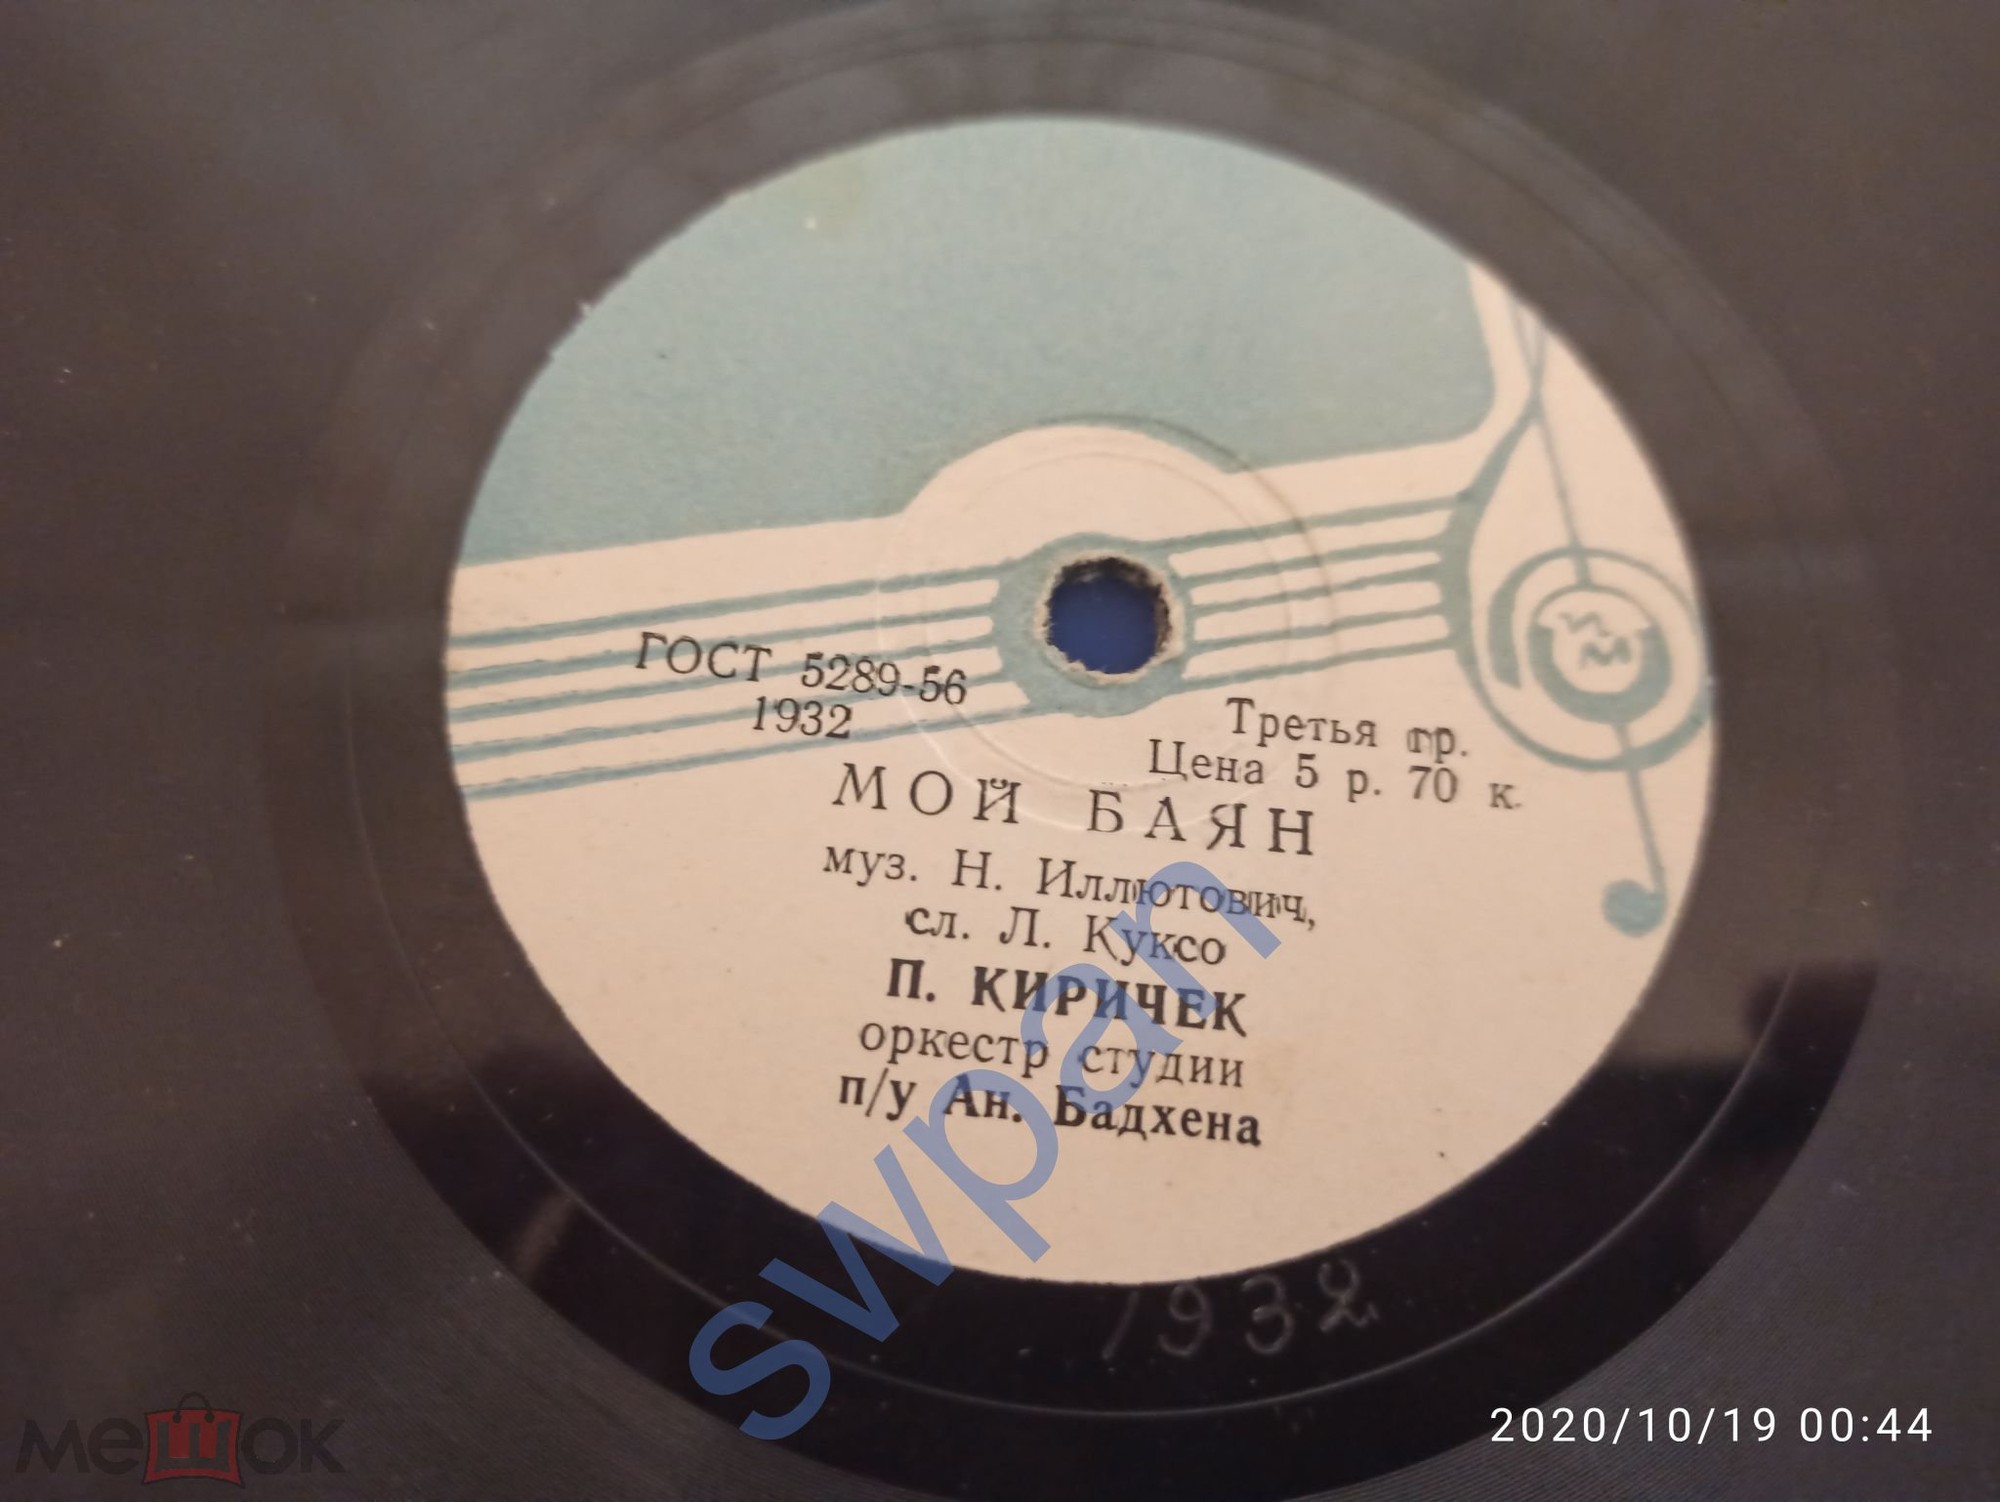 ГОСТ 5289-56
1932
Третья гр.
Цена 5 р. 70 к.
МОЙ БАЯН
муз. Н. Иллютович,
сл. Л. Куксо
П. КИРИЧЕК
оркестр студии
п/у Ан. Бадхена
1932
swpan
мешок
2020/10/19 00:44